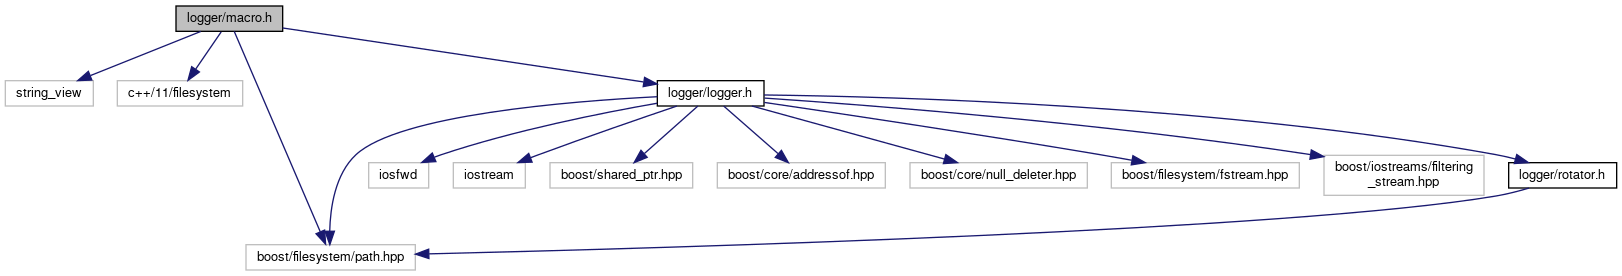 logger/macro.h
string_view
c++/11/filesystem
logger/logger.h
iosfwd
iostream
boost/shared_ptr.hpp
boost/core/addressof.hpp
boost/core/null_deleter.hpp
boost/filesystem/fstream.hpp
boost/iostreams/filtering
_stream.hpp
logger/rotator.h
boost/filesystem/path.hpp